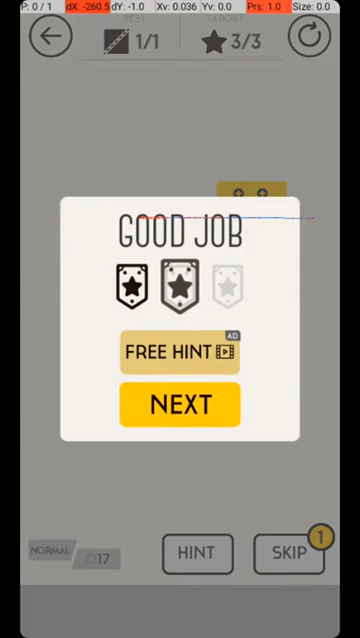 P: 0 / 1 dX: -260.5 dY: -1.0 Xv: 0.036 Yv: 0.0 Prs: 1.0 Size: 0.0
BEST TARGET
1/1 3/3
GOOD JOB
AD
FREE HINT
NEXT
1
NORMAL Q17 HINT SKIP